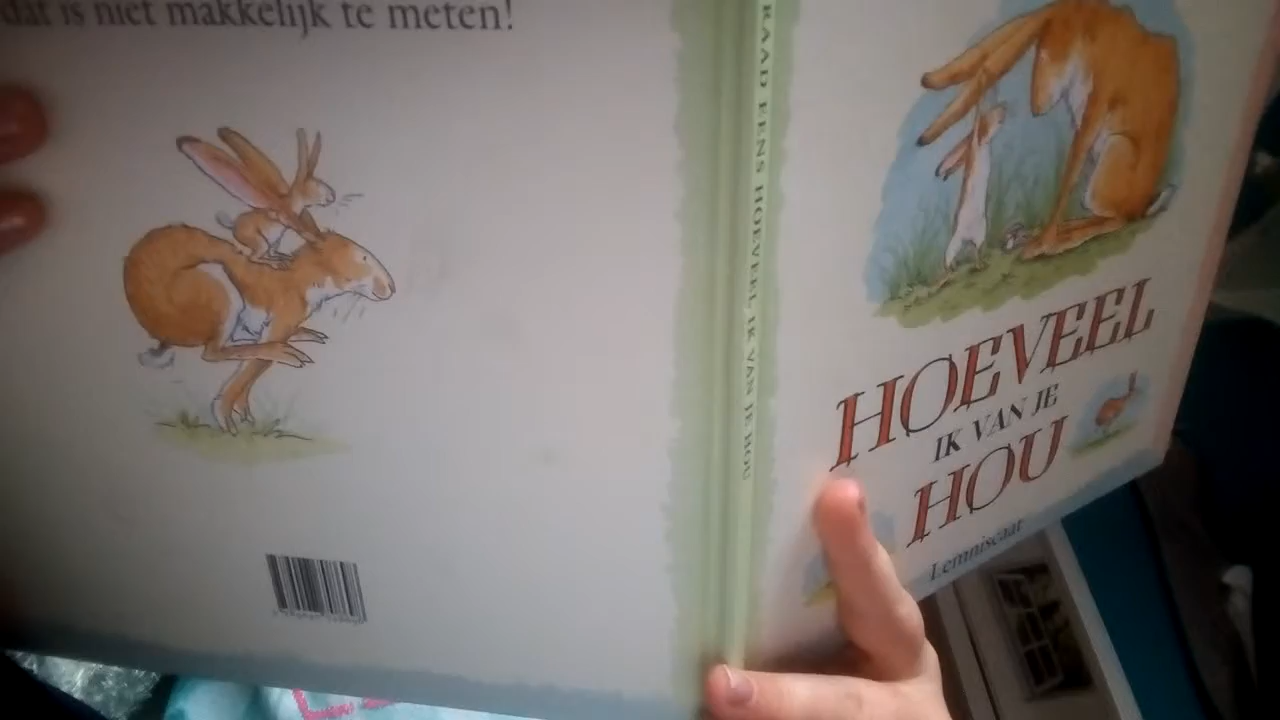 dat is niet makkelijk te meten!
RAAD EENS HOEVEEL IK VAN JE HOU
HOEVEEL
IK VAN JE
HOU
Lemniscaat